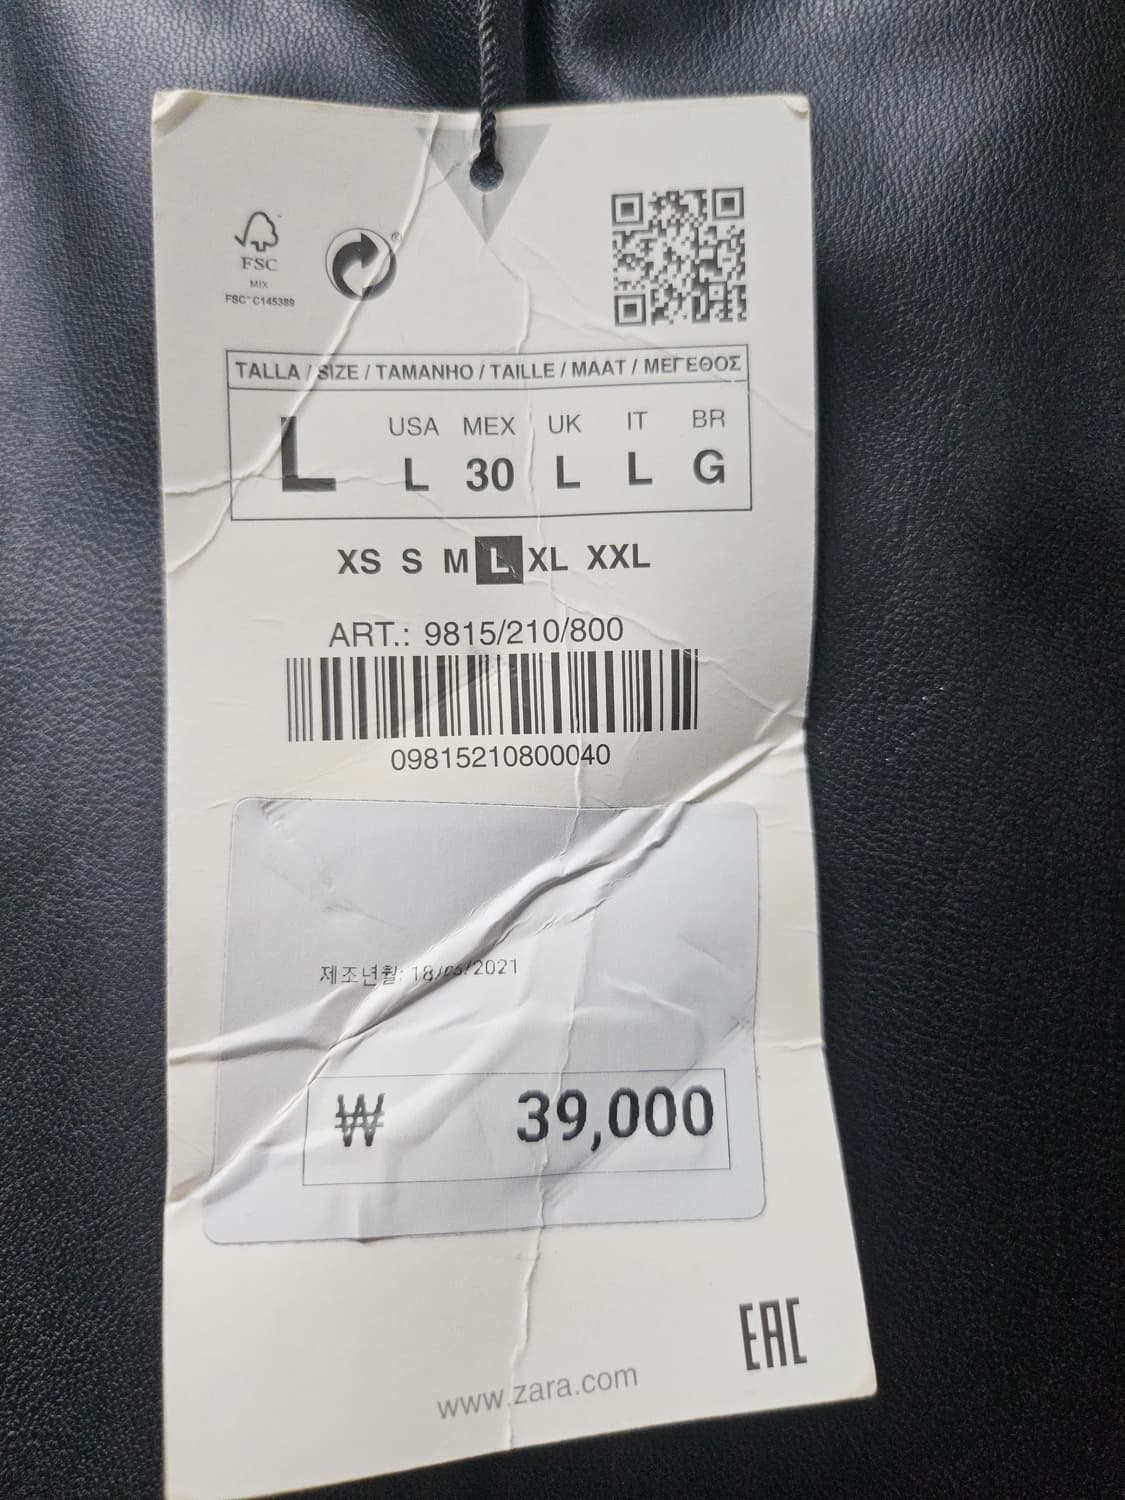 FSC
MIX
FSC™ C145389
TALLA / SIZE / TAMANHO / TAILLE / MAAT / ΜΕΓΕΘΟΣ
L
USA MEX UK IT BR
L 30 L L G
XS S M L XL XXL
ART.: 9815/210/800
09815210800040
제조년월: 18/05/2021
₩ 39,000
EAC
www.zara.com